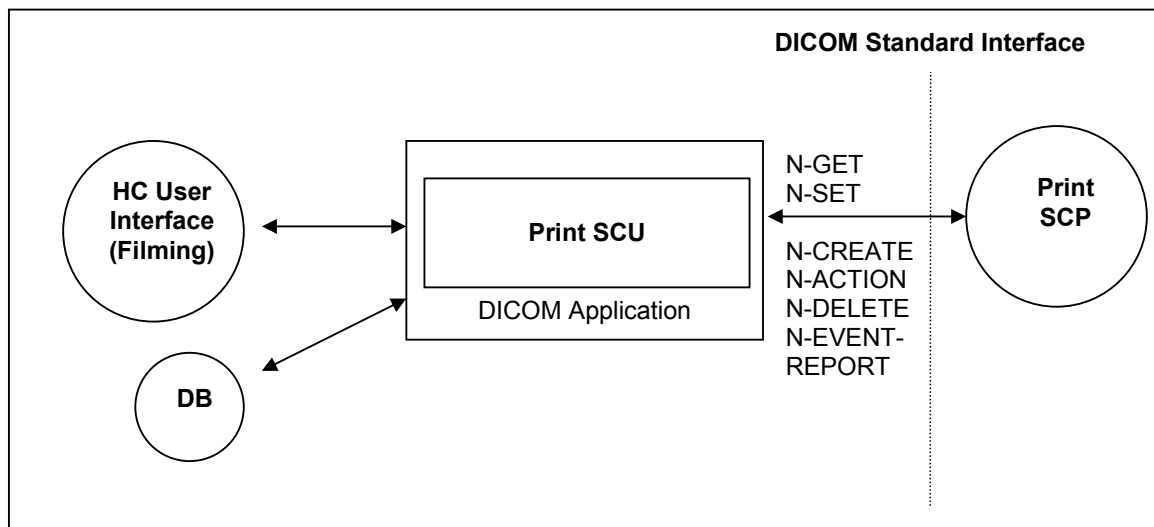 DICOM Standard Interface
HC User
Interface
(Filming)
DB
Print SCU
DICOM Application
N-GET
N-SET
N-CREATE
N-ACTION
N-DELETE
N-EVENT-
REPORT
Print
SCP